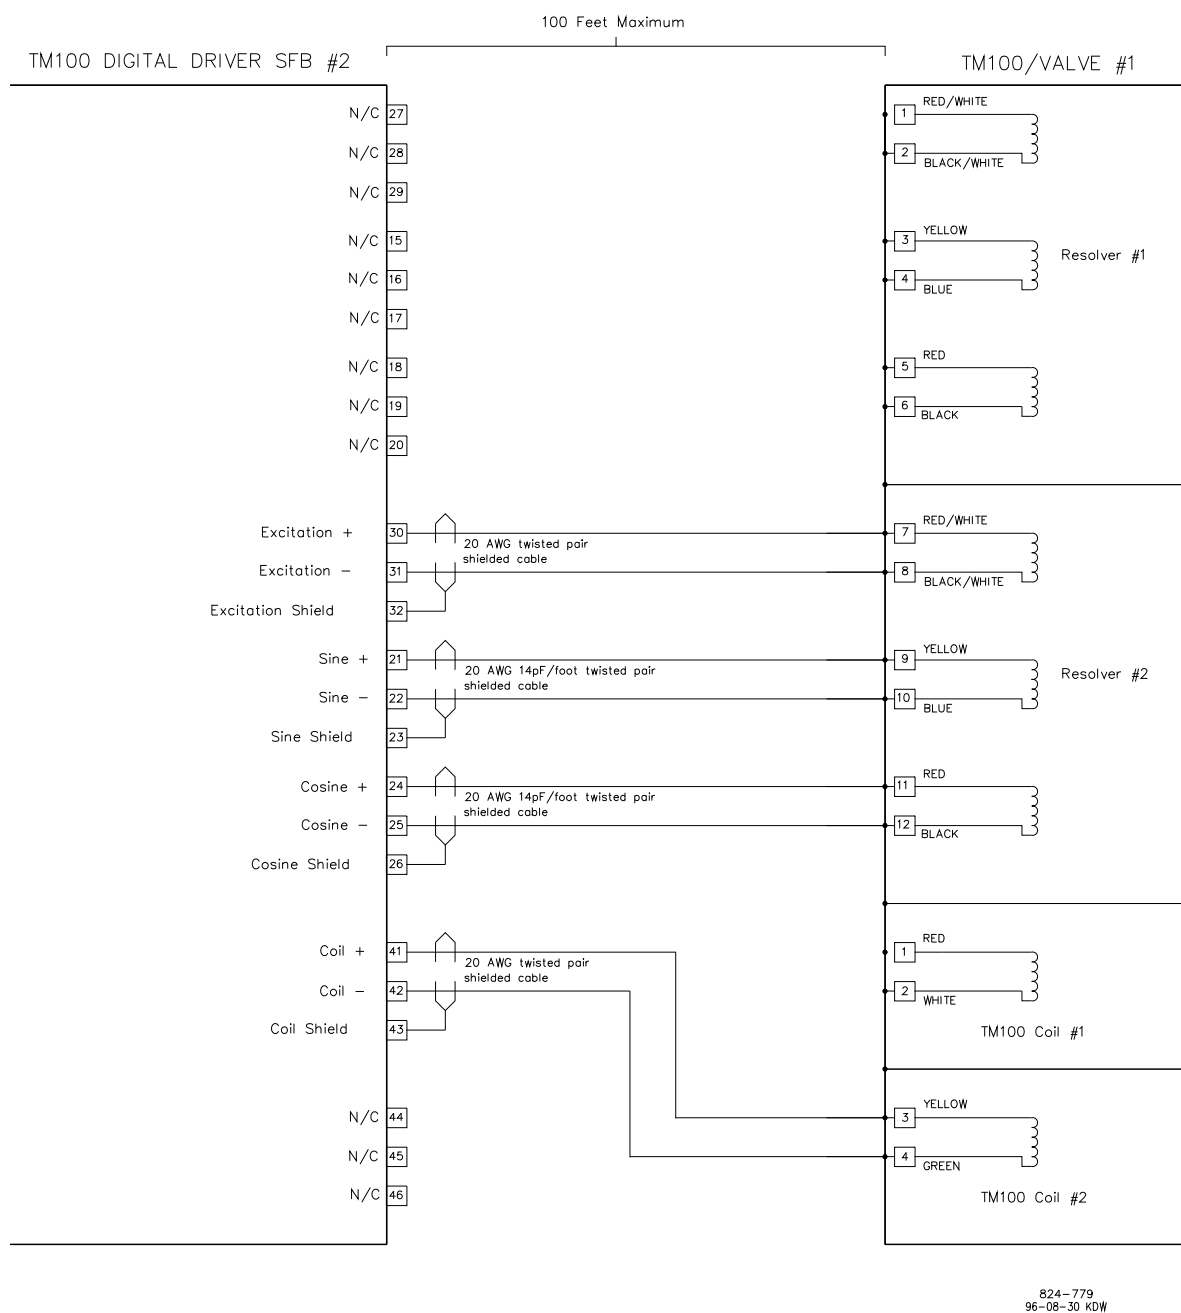 100 Feet Maximum
TM100 DIGITAL DRIVER SFB #2
TM100/VALVE #1
N/C 27
1 RED/WHITE
N/C 28
2 BLACK/WHITE
N/C 29
N/C 15
3 YELLOW
Resolver #1
N/C 16
4 BLUE
N/C 17
N/C 18
5 RED
N/C 19
6 BLACK
N/C 20
Excitation + 30
20 AWG twisted pair
shielded cable
7 RED/WHITE
Excitation - 31
8 BLACK/WHITE
Excitation Shield 32
Sine + 21
20 AWG 14pF/foot twisted pair
shielded cable
9 YELLOW
Resolver #2
Sine - 22
10 BLUE
Sine Shield 23
Cosine + 24
20 AWG 14pF/foot twisted pair
shielded cable
11 RED
Cosine - 25
12 BLACK
Cosine Shield 26
Coil + 41
20 AWG twisted pair
shielded cable
1 RED
Coil - 42
2 WHITE
Coil Shield 43
TM100 Coil #1
N/C 44
3 YELLOW
N/C 45
4 GREEN
N/C 46
TM100 Coil #2
824-779
96-08-30 KDW